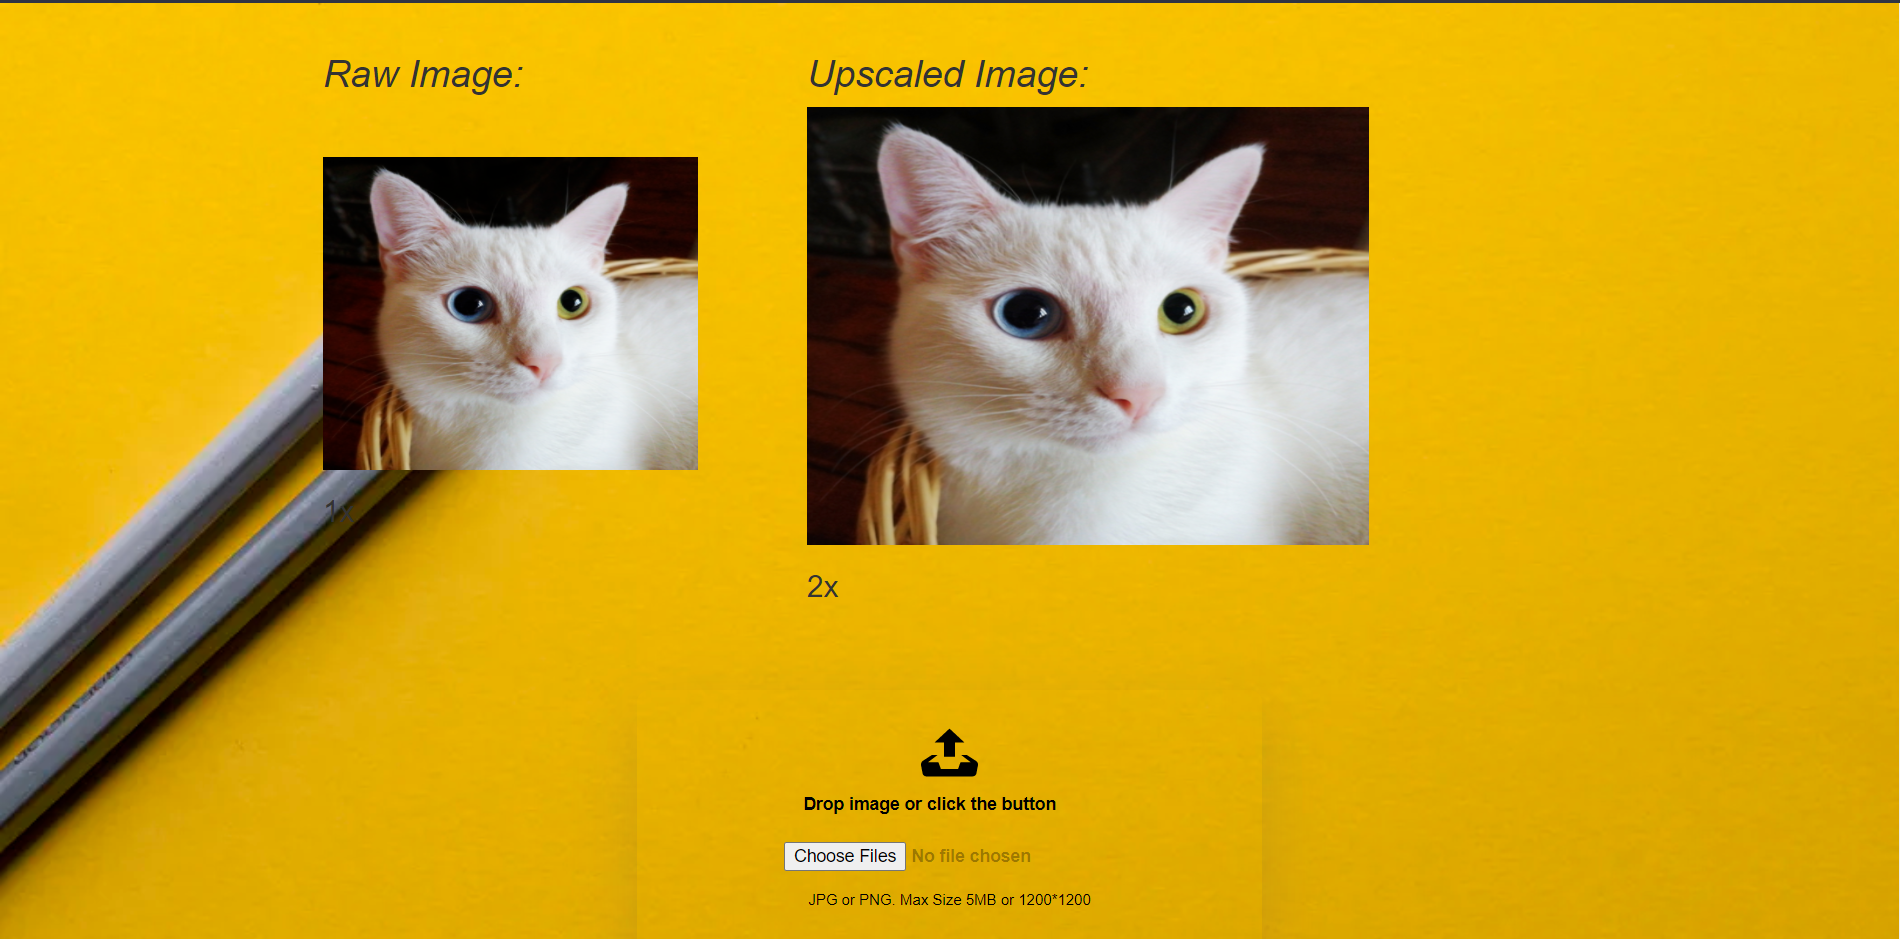 Raw Image:
Upscaled Image:
1x
2x
Drop image or click the button
Choose Files No file chosen
JPG or PNG. Max Size 5MB or 1200*1200